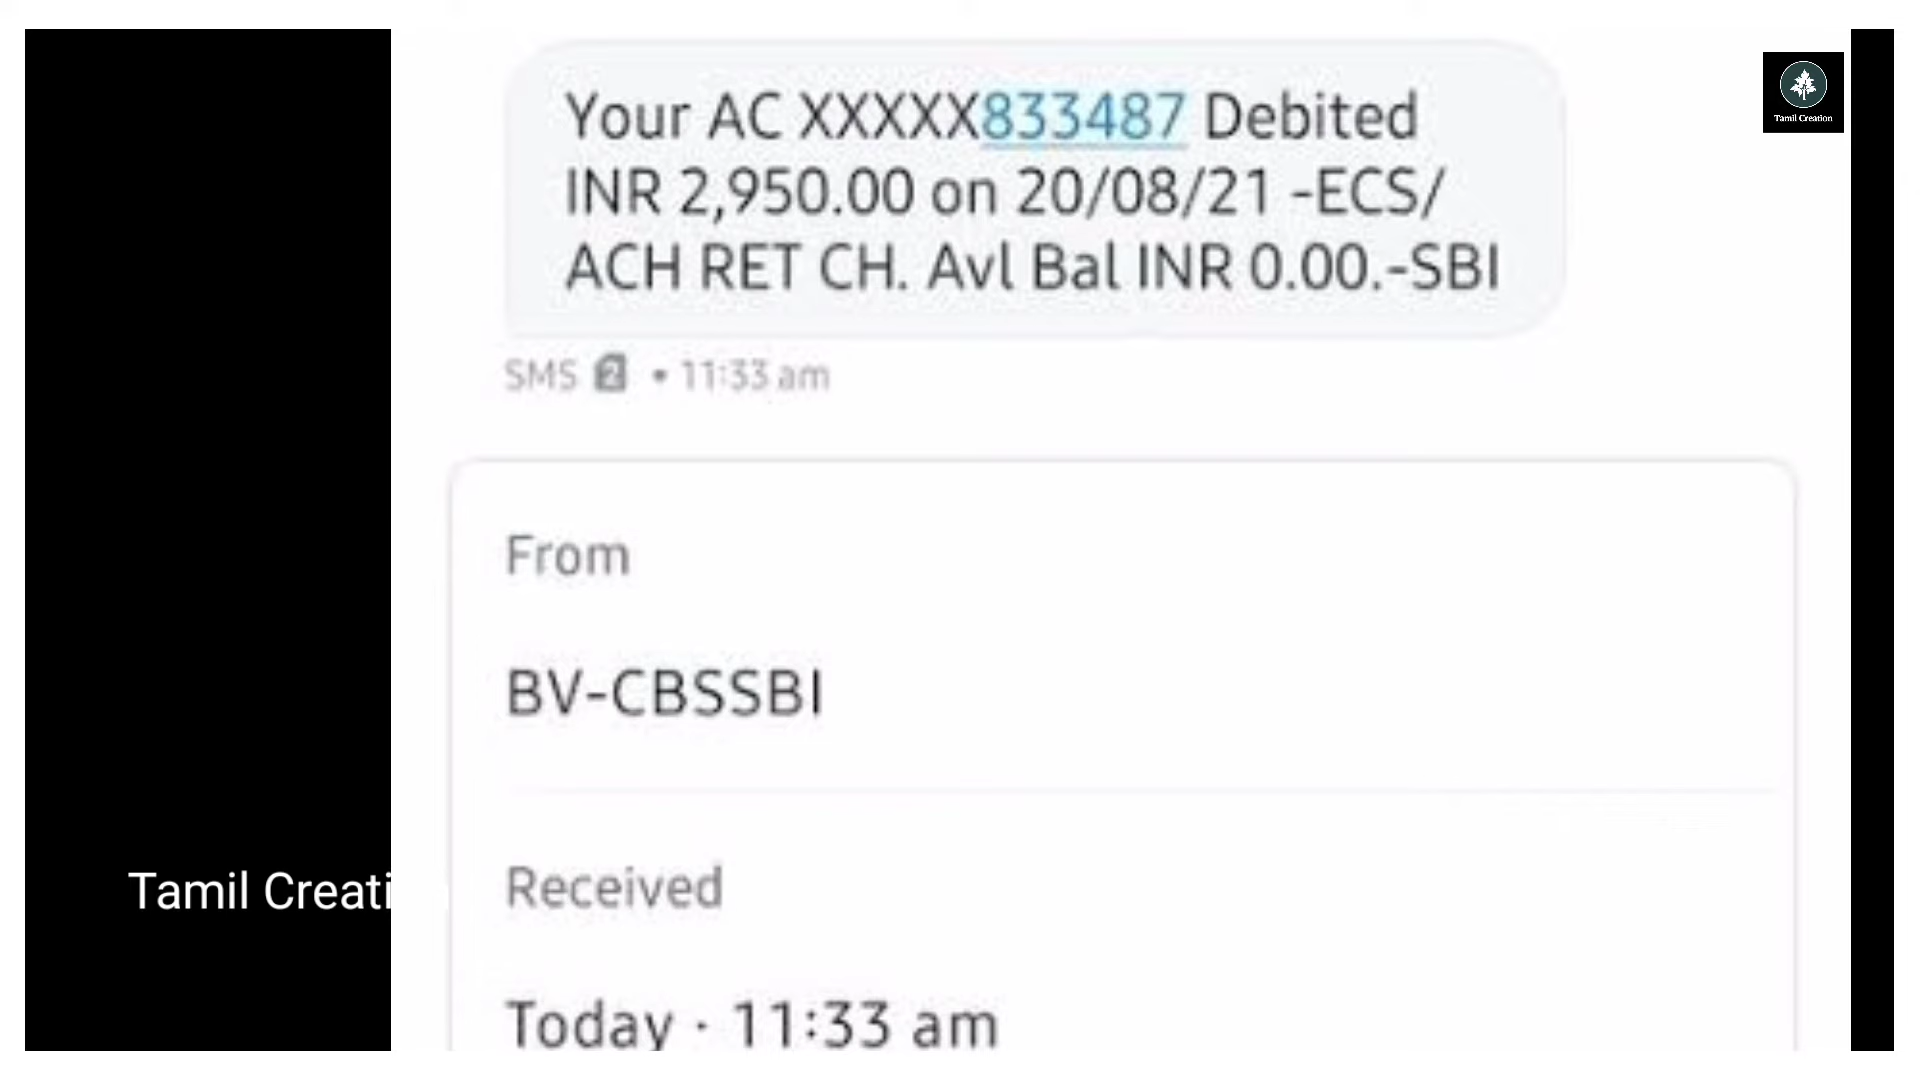 Your AC XXXXX833487 Debited
INR 2,950.00 on 20/08/21 -ECS/
ACH RET CH. Avl Bal INR 0.00.-SBI
Tamil Creation
SMS 2 • 11:33 am
From
BV-CBSSBI
Received
Tamil Creati
Today · 11:33 am